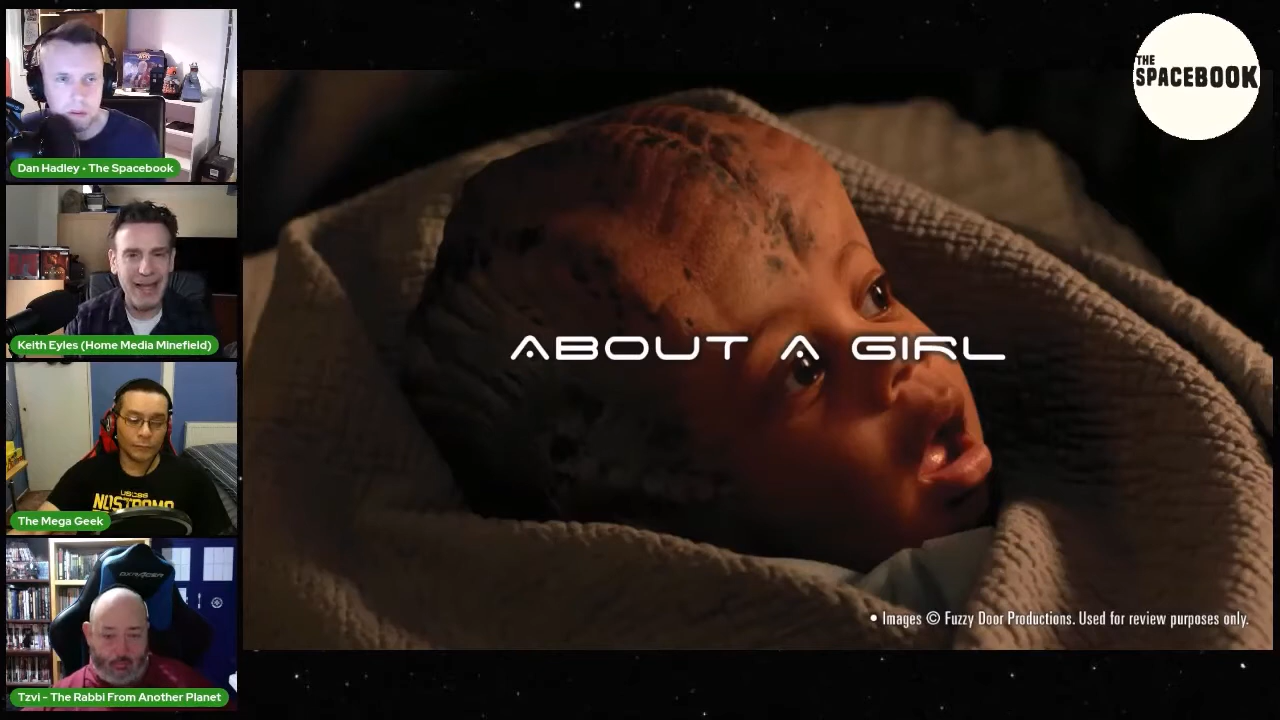 Dan Hadley - The Spacebook
Keith Eyles (Home Media Minefield)
USCSS
NOSTROMO
The Mega Geek
Tzvi - The Rabbi From Another Planet
ABOUT A GIRL
• Images © Fuzzy Door Productions. Used for review purposes only.
THE
SPACEBOOK